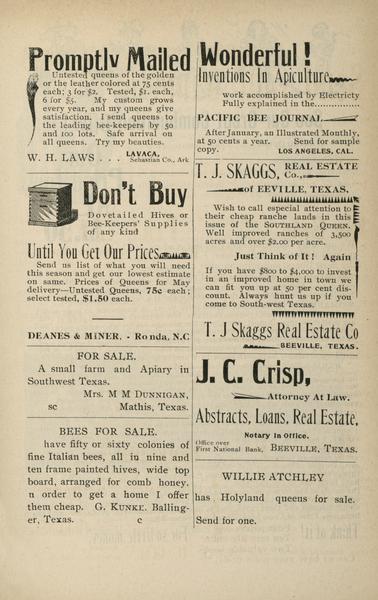 Promptly Mailed
Untested queens of the golden
or the leather colored at 75 cents
each; 3 for $2. Tested, $1. each,
6 for $5. My custom grows
every year, and my queens give
satisfaction. I send queens to
the leading bee-keepers by 50
and 100 lots. Safe arrival on
all queens. Try my beauties.
W. H. LAWS . . . LAVACA,
Sebastian Co., Ark
Don't Buy
Dovetailed Hives or
Bee-Keepers' Supplies
of any kind
Until You Get Our Prices
Send us list of what you will need
this season and get our lowest estimate
on same. Prices of Queens for May
delivery—Untested Queens, 75c each;
select tested, $1.50 each.
DEANES & MINER. - Ronda, N.C
FOR SALE.
A small farm and Apiary in
Southwest Texas.
Mrs. M M DUNNIGAN,
sc Mathis, Texas.
BEES FOR SALE.
have fifty or sixty colonies of
fine Italian bees, all in nine and
ten frame painted hives, wide top
board, arranged for comb honey.
n order to get a home I offer
them cheap. G. KUNKE. Balling-
er, Texas. c
Wonderful!
Inventions In Apiculture
work accomplished by Electricty
Fully explained in the..............
PACIFIC BEE JOURNAL
After January, an Illustrated Monthly,
at 50 cents a year. Send for sample
copy. LOS ANGELES, CAL.
T. J. SKAGGS, REAL ESTATE
Co.,
of EEVILLE, TEXAS.
Wish to call especial attention to
their cheap ranche lands in this
issue of the SOUTHLAND QUEEN.
Well improved ranches of 3,500
acres and over $2.00 per acre.
Just Think of It! Again
If you have $800 to $4,000 to invest
in an improved home in town we
can fit you up at 50 per cent dis-
count. Always hunt us up if you
come to South-west Texas.
T. J Skaggs Real Estate Co
BEEVILLE, TEXAS.
J. C. Crisp,
Attorney At Law.
Abstracts, Loans, Real Estate,
Notary In Office.
Office over
First National Bank, BEEVILLE, TEXAS.
WILLIE ATCHLEY
has Holyland queens for sale.
Send for one.